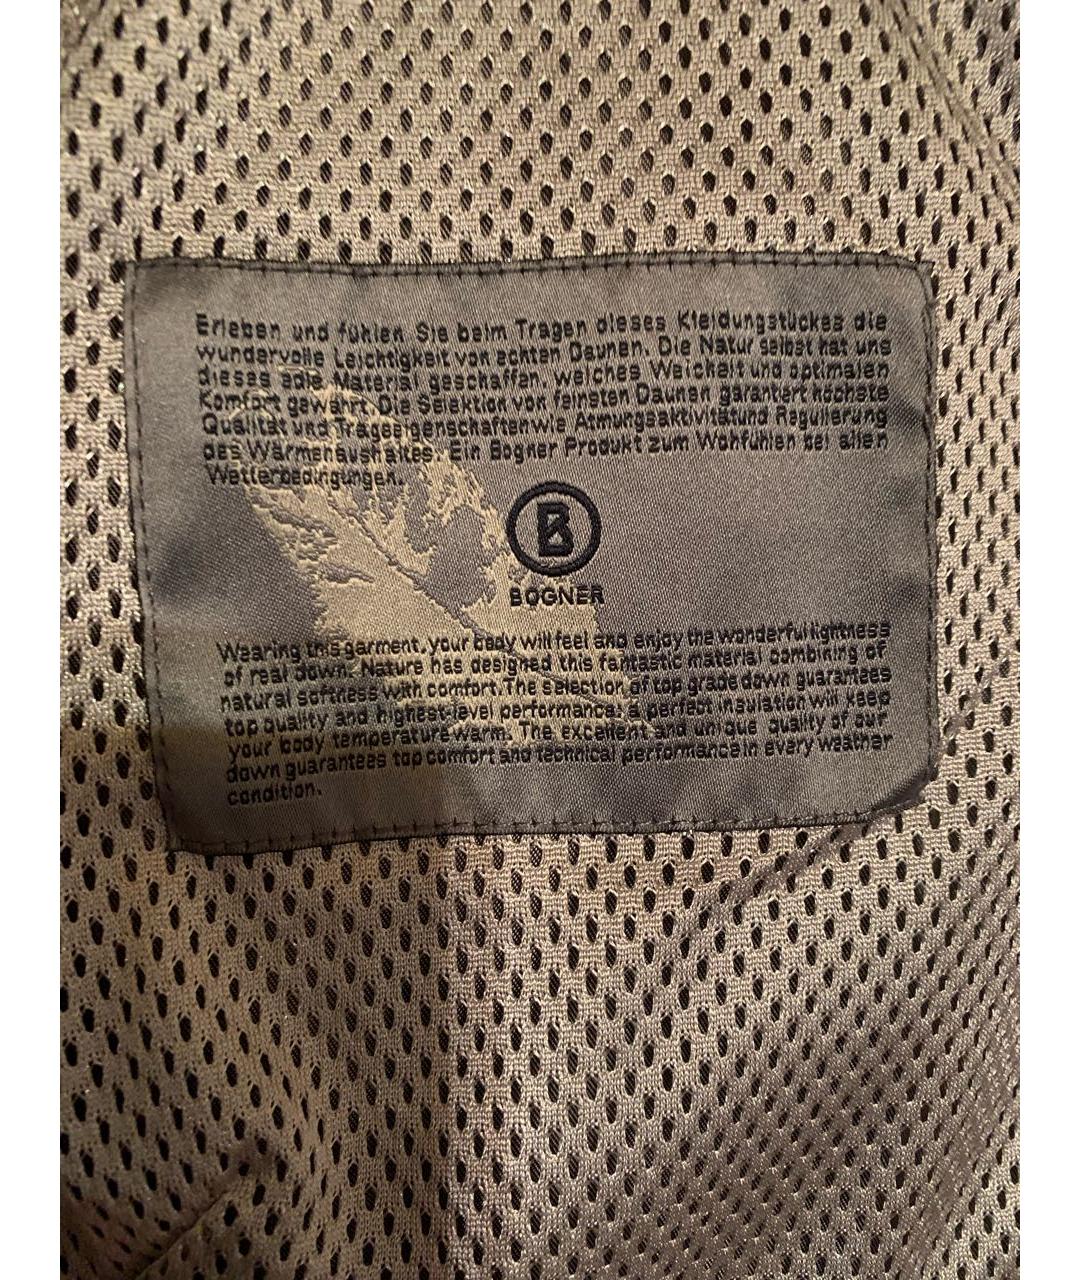 Erleben und fühlen Sie beim Tragen dieses Kleidungstückes die
wundervolle Leichtigkeit von echten Daunen. Die Natur selbst hat uns
dieses edle Material geschaffen, welches Weichelt und optimalen
Komfort gewährt. Die Selektion von feinsten Daunen garantiert höchste
Qualität und Trageeigenschaften wie Atmungsaktivität und Regulierung
des Wärmehaushaltes. Ein Bogner Produkt zum Wohfühlen bei allen
Wetterbedingungen.
B
BOGNER
Wearing this garment, your body will feel and enjoy the wonderful lightness
of real down. Nature has designed this fantastic material combining of
natural softness with comfort. The selection of top grade down guarantees
top quality and highest-level performance: a perfect insulation will keep
your body temperature warm. The excellent and unique quality of our
down guarantees top comfort and technical performance in every weather
condition.